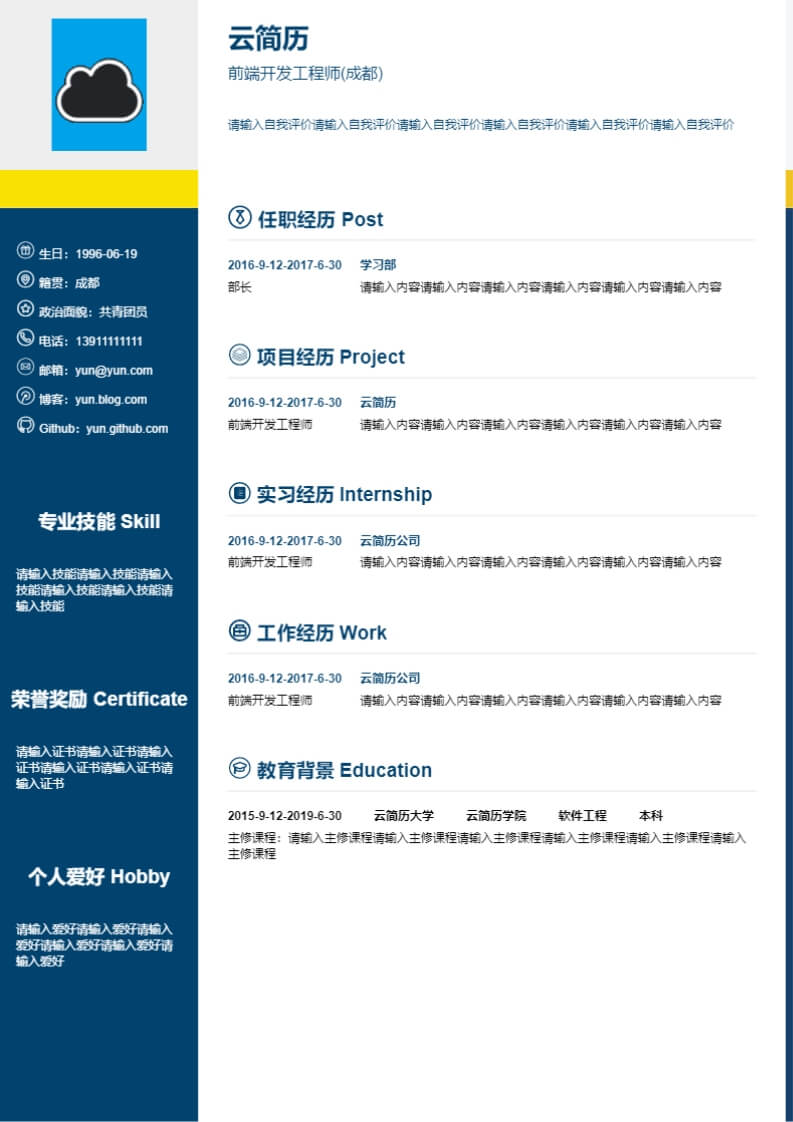 云简历
前端开发工程师(成都)
请输入自我评价请输入自我评价请输入自我评价请输入自我评价请输入自我评价请输入自我评价
生日：1996-06-19
籍贯：成都
政治面貌：共青团员
电话：13911111111
邮箱：yun@yun.com
博客：yun.blog.com
Github：yun.github.com
专业技能 Skill
请输入技能请输入技能请输入
技能请输入技能请输入技能请
输入技能
荣誉奖励 Certificate
请输入证书请输入证书请输入
证书请输入证书请输入证书请
输入证书
个人爱好 Hobby
请输入爱好请输入爱好请输入
爱好请输入爱好请输入爱好请
输入爱好
任职经历 Post
2016-9-12-2017-6-30 学习部
部长 请输入内容请输入内容请输入内容请输入内容请输入内容请输入内容
项目经历 Project
2016-9-12-2017-6-30 云简历
前端开发工程师 请输入内容请输入内容请输入内容请输入内容请输入内容请输入内容
实习经历 Internship
2016-9-12-2017-6-30 云简历公司
前端开发工程师 请输入内容请输入内容请输入内容请输入内容请输入内容请输入内容
工作经历 Work
2016-9-12-2017-6-30 云简历公司
前端开发工程师 请输入内容请输入内容请输入内容请输入内容请输入内容请输入内容
教育背景 Education
2015-9-12-2019-6-30 云简历大学 云简历学院 软件工程 本科
主修课程：请输入主修课程请输入主修课程请输入主修课程请输入主修课程请输入主修课程请输入
主修课程